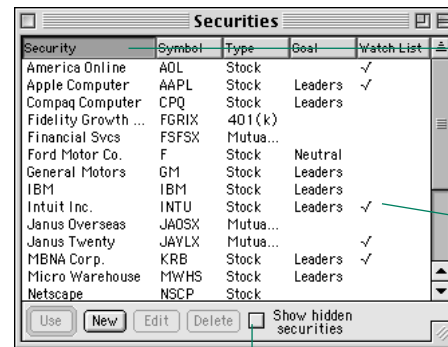 Securities
Security Symbol Type Goal Watch List
America Online AOL Stock √
Apple Computer AAPL Stock Leaders √
Compaq Computer CPQ Stock Leaders
Fidelity Growth ... FGRIX 401(k)
Financial Svcs FSFSX Mutua...
Ford Motor Co. F Stock Neutral
General Motors GM Stock Leaders
IBM IBM Stock Leaders
Intuit Inc. INTU Stock Leaders √
Janus Overseas JAOSX Mutua...
Janus Twenty JAVLX Mutua... √
MBNA Corp. KRB Stock Leaders √
Micro Warehouse MWHS Stock Leaders
Netscape NSCP Stock
Use New Edit Delete Show hidden
securities